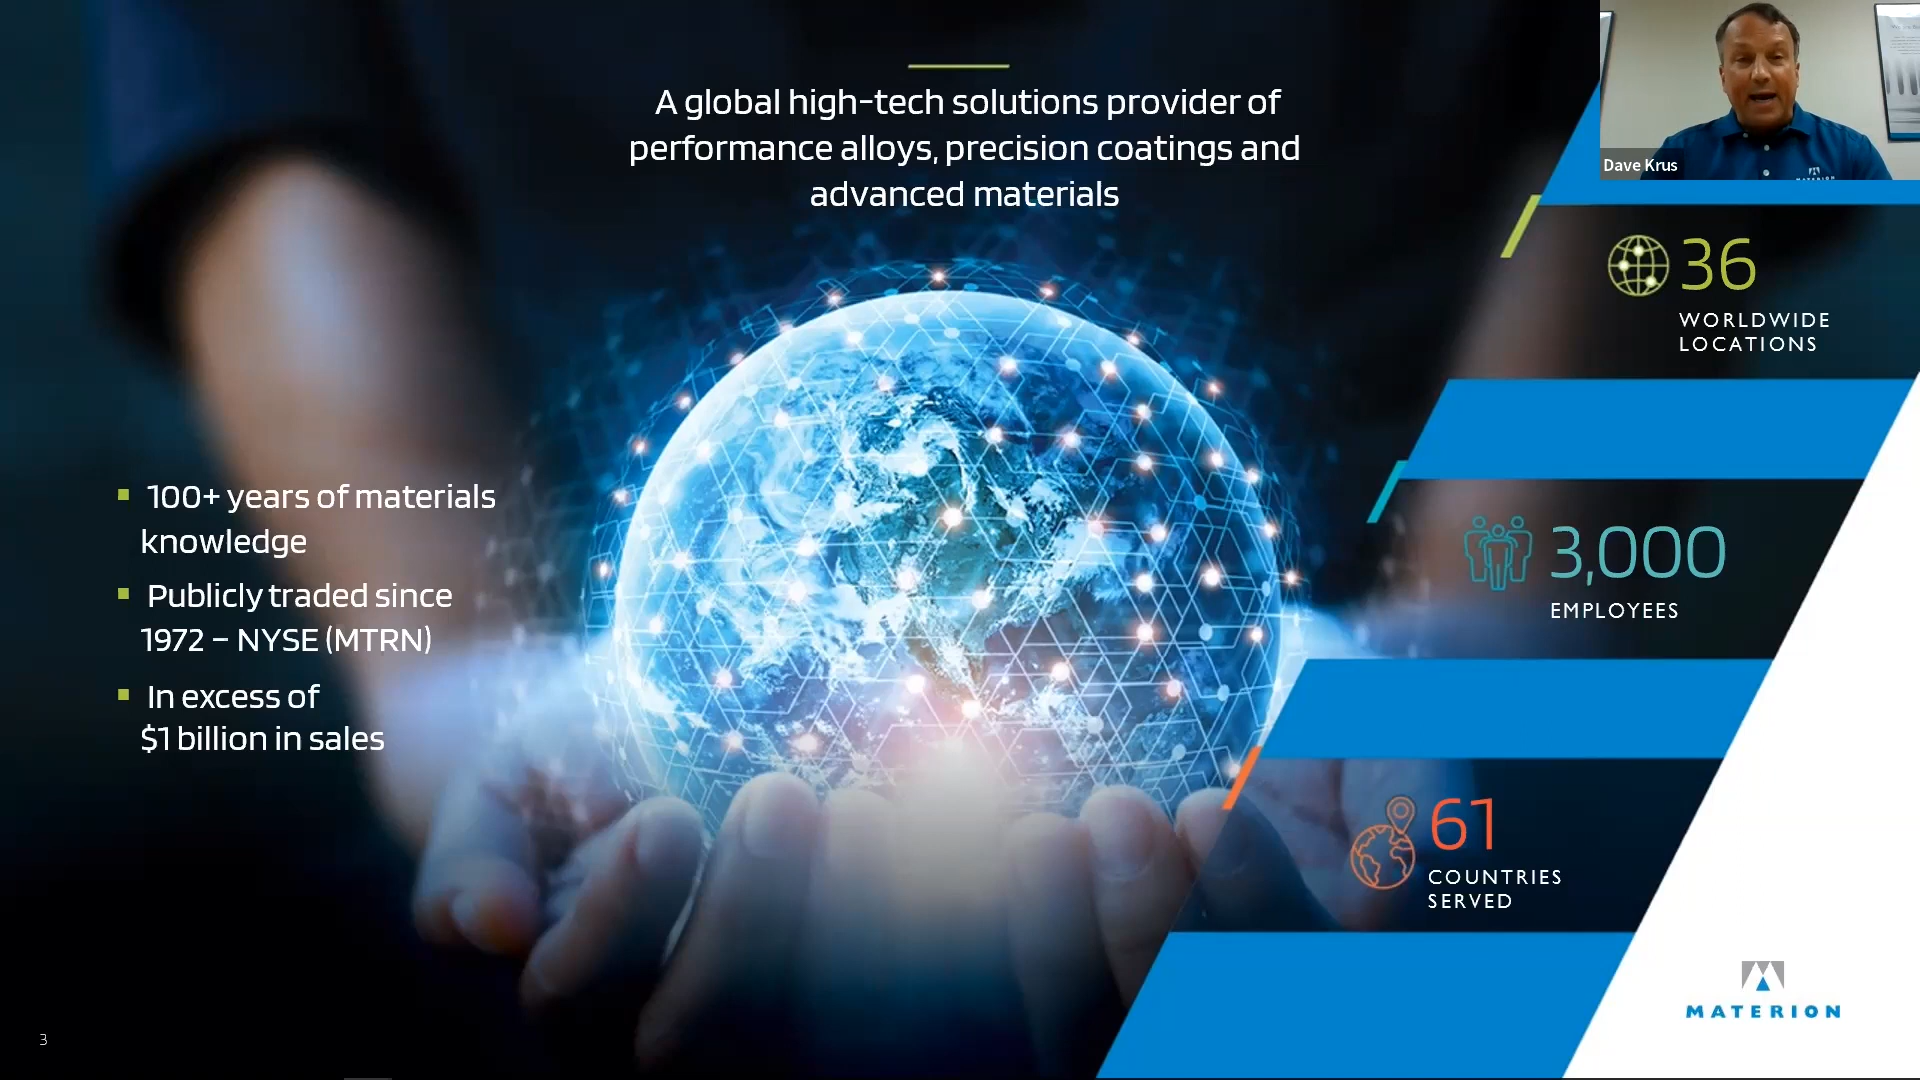 A global high-tech solutions provider of
performance alloys, precision coatings and
advanced materials
Dave Krus
36
WORLDWIDE
LOCATIONS
100+ years of materials
knowledge
Publicly traded since
1972 – NYSE (MTRN)
In excess of
$1 billion in sales
3,000
EMPLOYEES
61
COUNTRIES
SERVED
MATERION
3